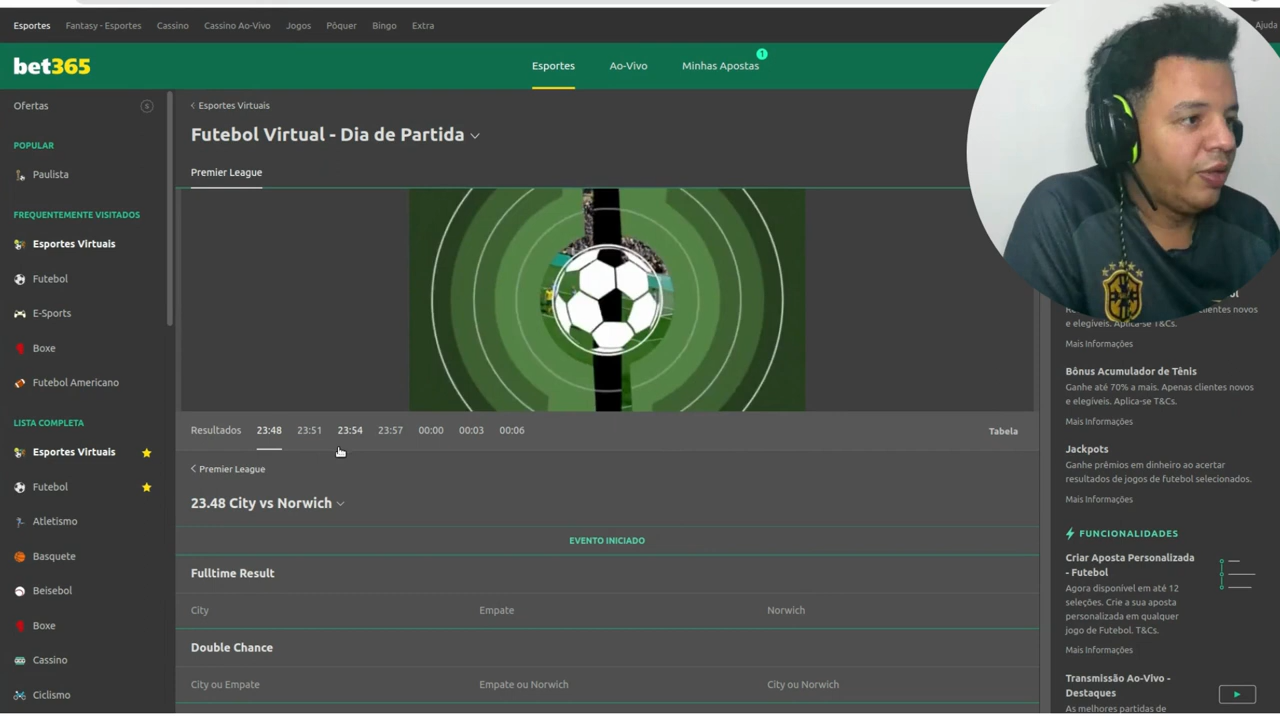 Esportes Fantasy - Esportes Cassino Cassino Ao-Vivo Jogos Pôquer Bingo Extra Ajuda
bet365
Esportes Ao-Vivo Minhas Apostas 1
Ofertas 5
POPULAR
Paulista
FREQUENTEMENTE VISITADOS
Esportes Virtuais
Futebol
E-Sports
Boxe
Futebol Americano
LISTA COMPLETA
Esportes Virtuais
Futebol
Atletismo
Basquete
Beisebol
Boxe
Cassino
Ciclismo
Esportes Virtuais
Futebol Virtual - Dia de Partida
Premier League
Resultados 23:48 23:51 23:54 23:57 00:00 00:03 00:06 Tabela
Premier League
23.48 City vs Norwich
EVENTO INICIADO
Fulltime Result
City Empate Norwich
Double Chance
City ou Empate Empate ou Norwich City ou Norwich
clientes novos
e elegíveis. Aplica-se T&Cs.
Mais Informações
Bônus Acumulador de Tênis
Ganhe até 70% a mais. Apenas clientes novos
e elegíveis. Aplica-se T&Cs.
Mais Informações
Jackpots
Ganhe prêmios em dinheiro ao acertar
resultados de jogos de futebol selecionados.
Mais Informações
FUNCIONALIDADES
Criar Aposta Personalizada
- Futebol
Agora disponível em até 12
seleções. Crie a sua aposta
personalizada em qualquer
jogo de Futebol. T&Cs.
Mais Informações
Transmissão Ao-Vivo -
Destaques
As melhores partidas de